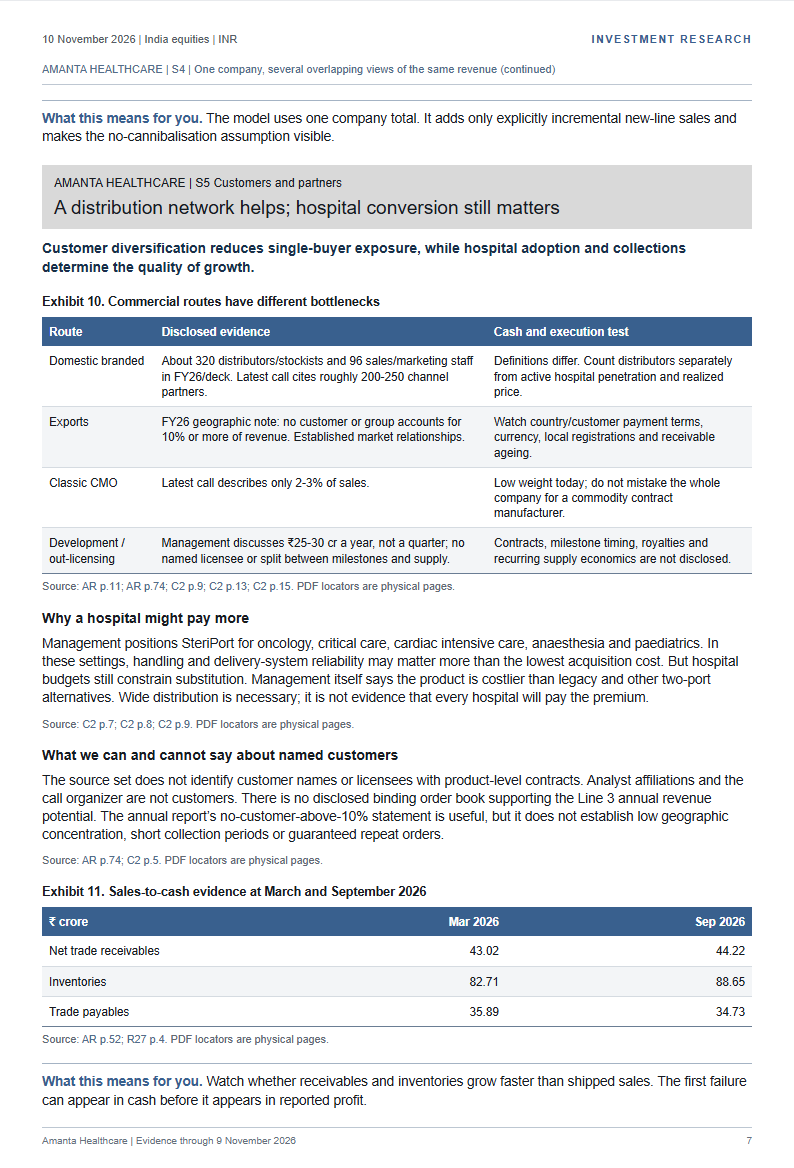 10 November 2026 | India equities | INR
INVESTMENT RESEARCH
AMANTA HEALTHCARE | S4 | One company, several overlapping views of the same revenue (continued)
What this means for you. The model uses one company total. It adds only explicitly incremental new-line sales and
makes the no-cannibalisation assumption visible.
AMANTA HEALTHCARE | S5 Customers and partners
A distribution network helps; hospital conversion still matters
Customer diversification reduces single-buyer exposure, while hospital adoption and collections
determine the quality of growth.
Exhibit 10. Commercial routes have different bottlenecks
Route Disclosed evidence Cash and execution test
Domestic branded About 320 distributors/stockists and 96 sales/marketing staff Definitions differ. Count distributors separately
in FY26/deck. Latest call cites roughly 200-250 channel from active hospital penetration and realized
partners. price.
Exports FY26 geographic note: no customer or group accounts for Watch country/customer payment terms,
10% or more of revenue. Established market relationships. currency, local registrations and receivable
ageing.
Classic CMO Latest call describes only 2-3% of sales. Low weight today; do not mistake the whole
company for a commodity contract
manufacturer.
Development / Management discusses ₹25-30 cr a year, not a quarter; no Contracts, milestone timing, royalties and
out-licensing named licensee or split between milestones and supply. recurring supply economics are not disclosed.
Source: AR p.11; AR p.74; C2 p.9; C2 p.13; C2 p.15. PDF locators are physical pages.
Why a hospital might pay more
Management positions SteriPort for oncology, critical care, cardiac intensive care, anaesthesia and paediatrics. In
these settings, handling and delivery-system reliability may matter more than the lowest acquisition cost. But hospital
budgets still constrain substitution. Management itself says the product is costlier than legacy and other two-port
alternatives. Wide distribution is necessary; it is not evidence that every hospital will pay the premium.
Source: C2 p.7; C2 p.8; C2 p.9. PDF locators are physical pages.
What we can and cannot say about named customers
The source set does not identify customer names or licensees with product-level contracts. Analyst affiliations and the
call organizer are not customers. There is no disclosed binding order book supporting the Line 3 annual revenue
potential. The annual report's no-customer-above-10% statement is useful, but it does not establish low geographic
concentration, short collection periods or guaranteed repeat orders.
Source: AR p.74; C2 p.5. PDF locators are physical pages.
Exhibit 11. Sales-to-cash evidence at March and September 2026
₹ crore Mar 2026 Sep 2026
Net trade receivables 43.02 44.22
Inventories 82.71 88.65
Trade payables 35.89 34.73
Source: AR p.52; R27 p.4. PDF locators are physical pages.
What this means for you. Watch whether receivables and inventories grow faster than shipped sales. The first failure
can appear in cash before it appears in reported profit.
Amanta Healthcare | Evidence through 9 November 2026
7